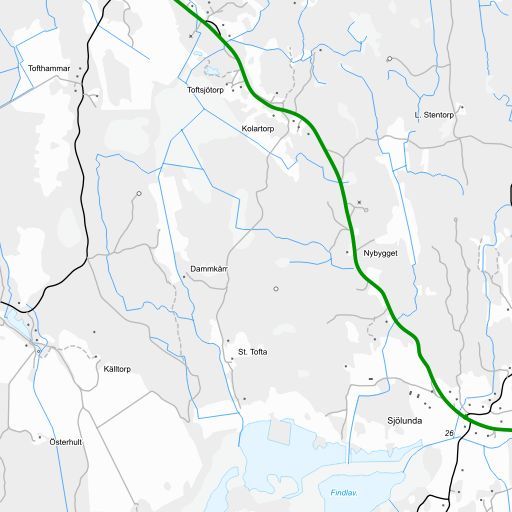 Tofthammar
Toftsjötorp
L. Stentorp
Kolartorp
Nybygget
Dammkärr
St. Tofta
Källtorp
Sjölunda
26
Österhult
Findlav.